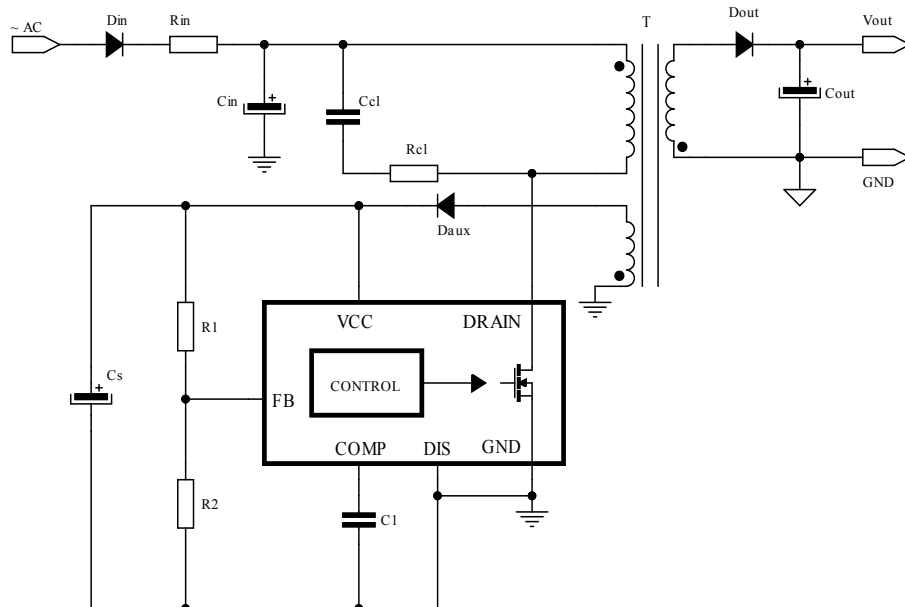 ~ AC
Din
Rin
T
Dout
Vout
Cin
+
Ccl
+
Cout
Rcl
GND
Daux
R1
VCC
DRAIN
Cs
+
CONTROL
FB
COMP
DIS
GND
R2
C1